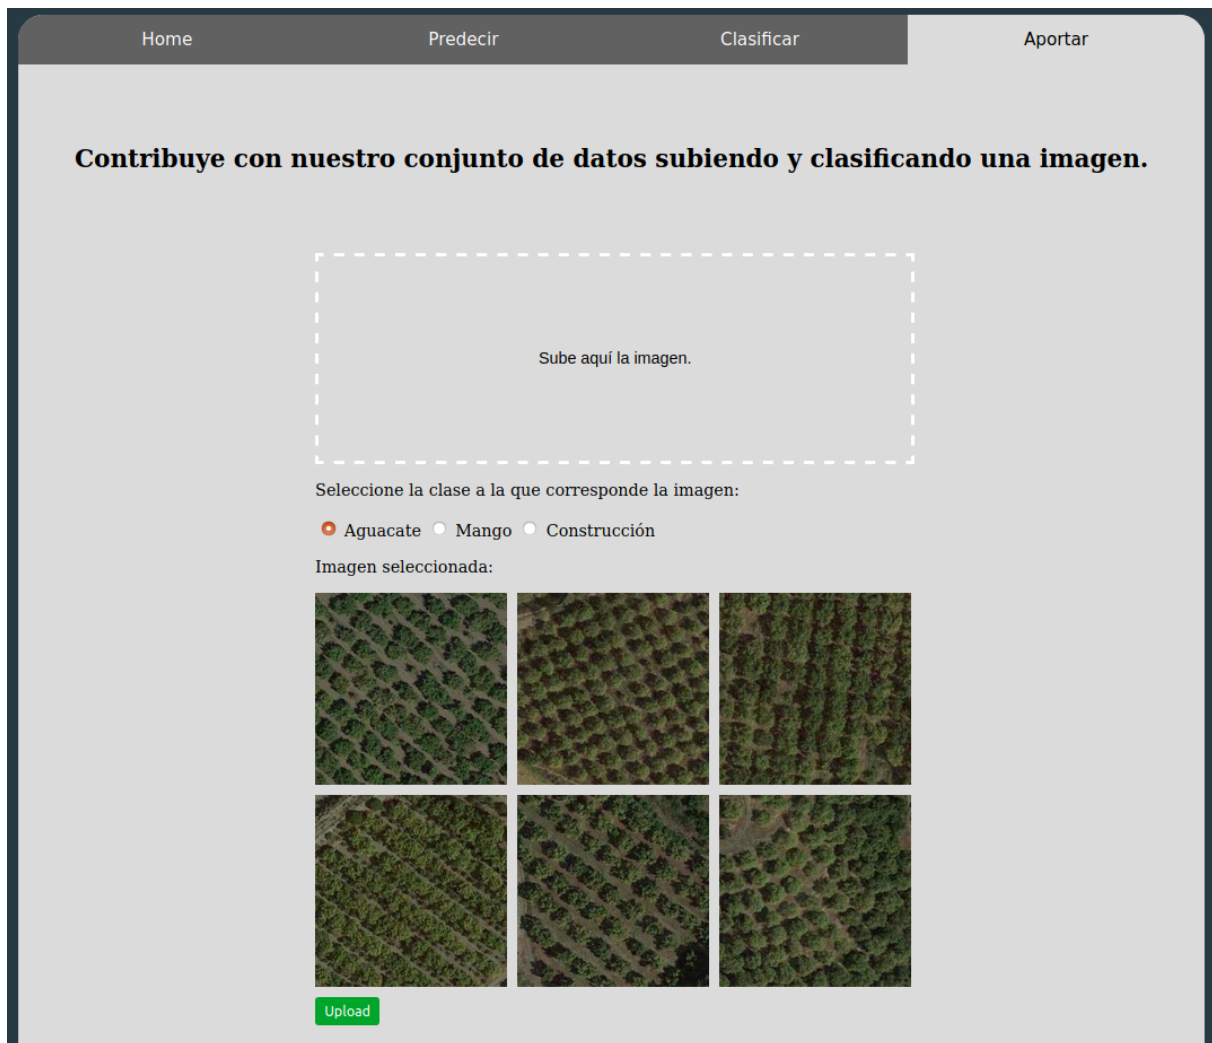 Home Predecir Clasificar Aportar
Contribuye con nuestro conjunto de datos subiendo y clasificando una imagen.
Sube aquí la imagen.
Seleccione la clase a la que corresponde la imagen:
Aguacate Mango Construcción
Imagen seleccionada:
Upload